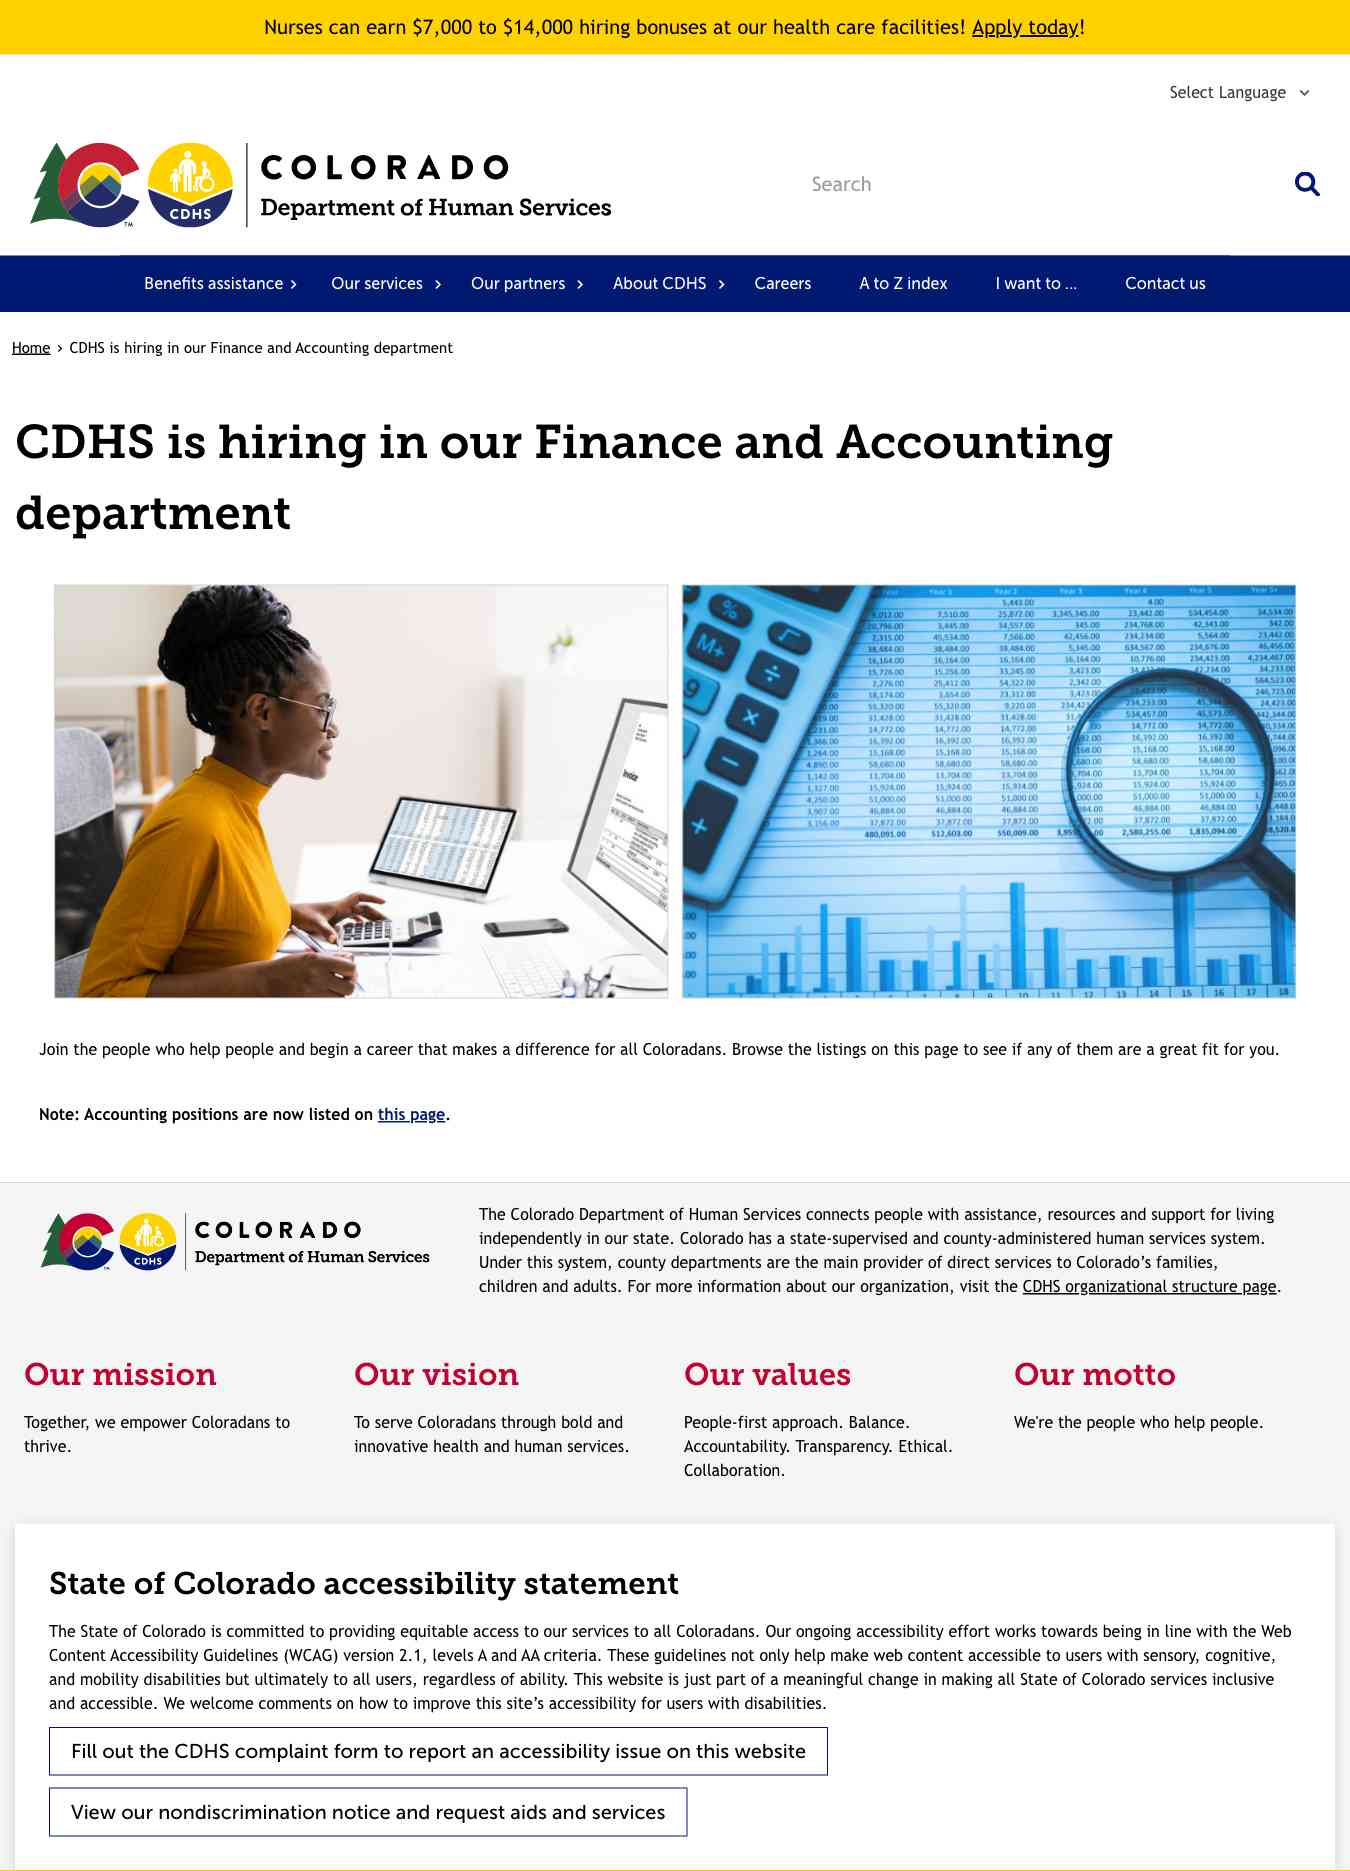 Nurses can earn $7,000 to $14,000 hiring bonuses at our health care facilities! Apply today!
Select Language
CDHS
TM
COLORADO
Department of Human Services
Search
Benefits assistance Our services Our partners About CDHS Careers A to Z index I want to ... Contact us
Home › CDHS is hiring in our Finance and Accounting department
CDHS is hiring in our Finance and Accounting
department
Invoice
Join the people who help people and begin a career that makes a difference for all Coloradans. Browse the listings on this page to see if any of them are a great fit for you.
Note: Accounting positions are now listed on this page.
CDHS
COLORADO
Department of Human Services
The Colorado Department of Human Services connects people with assistance, resources and support for living
independently in our state. Colorado has a state-supervised and county-administered human services system.
Under this system, county departments are the main provider of direct services to Colorado’s families,
children and adults. For more information about our organization, visit the CDHS organizational structure page.
Our mission
Together, we empower Coloradans to
thrive.
Our vision
To serve Coloradans through bold and
innovative health and human services.
Our values
People-first approach. Balance.
Accountability. Transparency. Ethical.
Collaboration.
Our motto
We're the people who help people.
State of Colorado accessibility statement
The State of Colorado is committed to providing equitable access to our services to all Coloradans. Our ongoing accessibility effort works towards being in line with the Web
Content Accessibility Guidelines (WCAG) version 2.1, levels A and AA criteria. These guidelines not only help make web content accessible to users with sensory, cognitive,
and mobility disabilities but ultimately to all users, regardless of ability. This website is just part of a meaningful change in making all State of Colorado services inclusive
and accessible. We welcome comments on how to improve this site’s accessibility for users with disabilities.
Fill out the CDHS complaint form to report an accessibility issue on this website
View our nondiscrimination notice and request aids and services